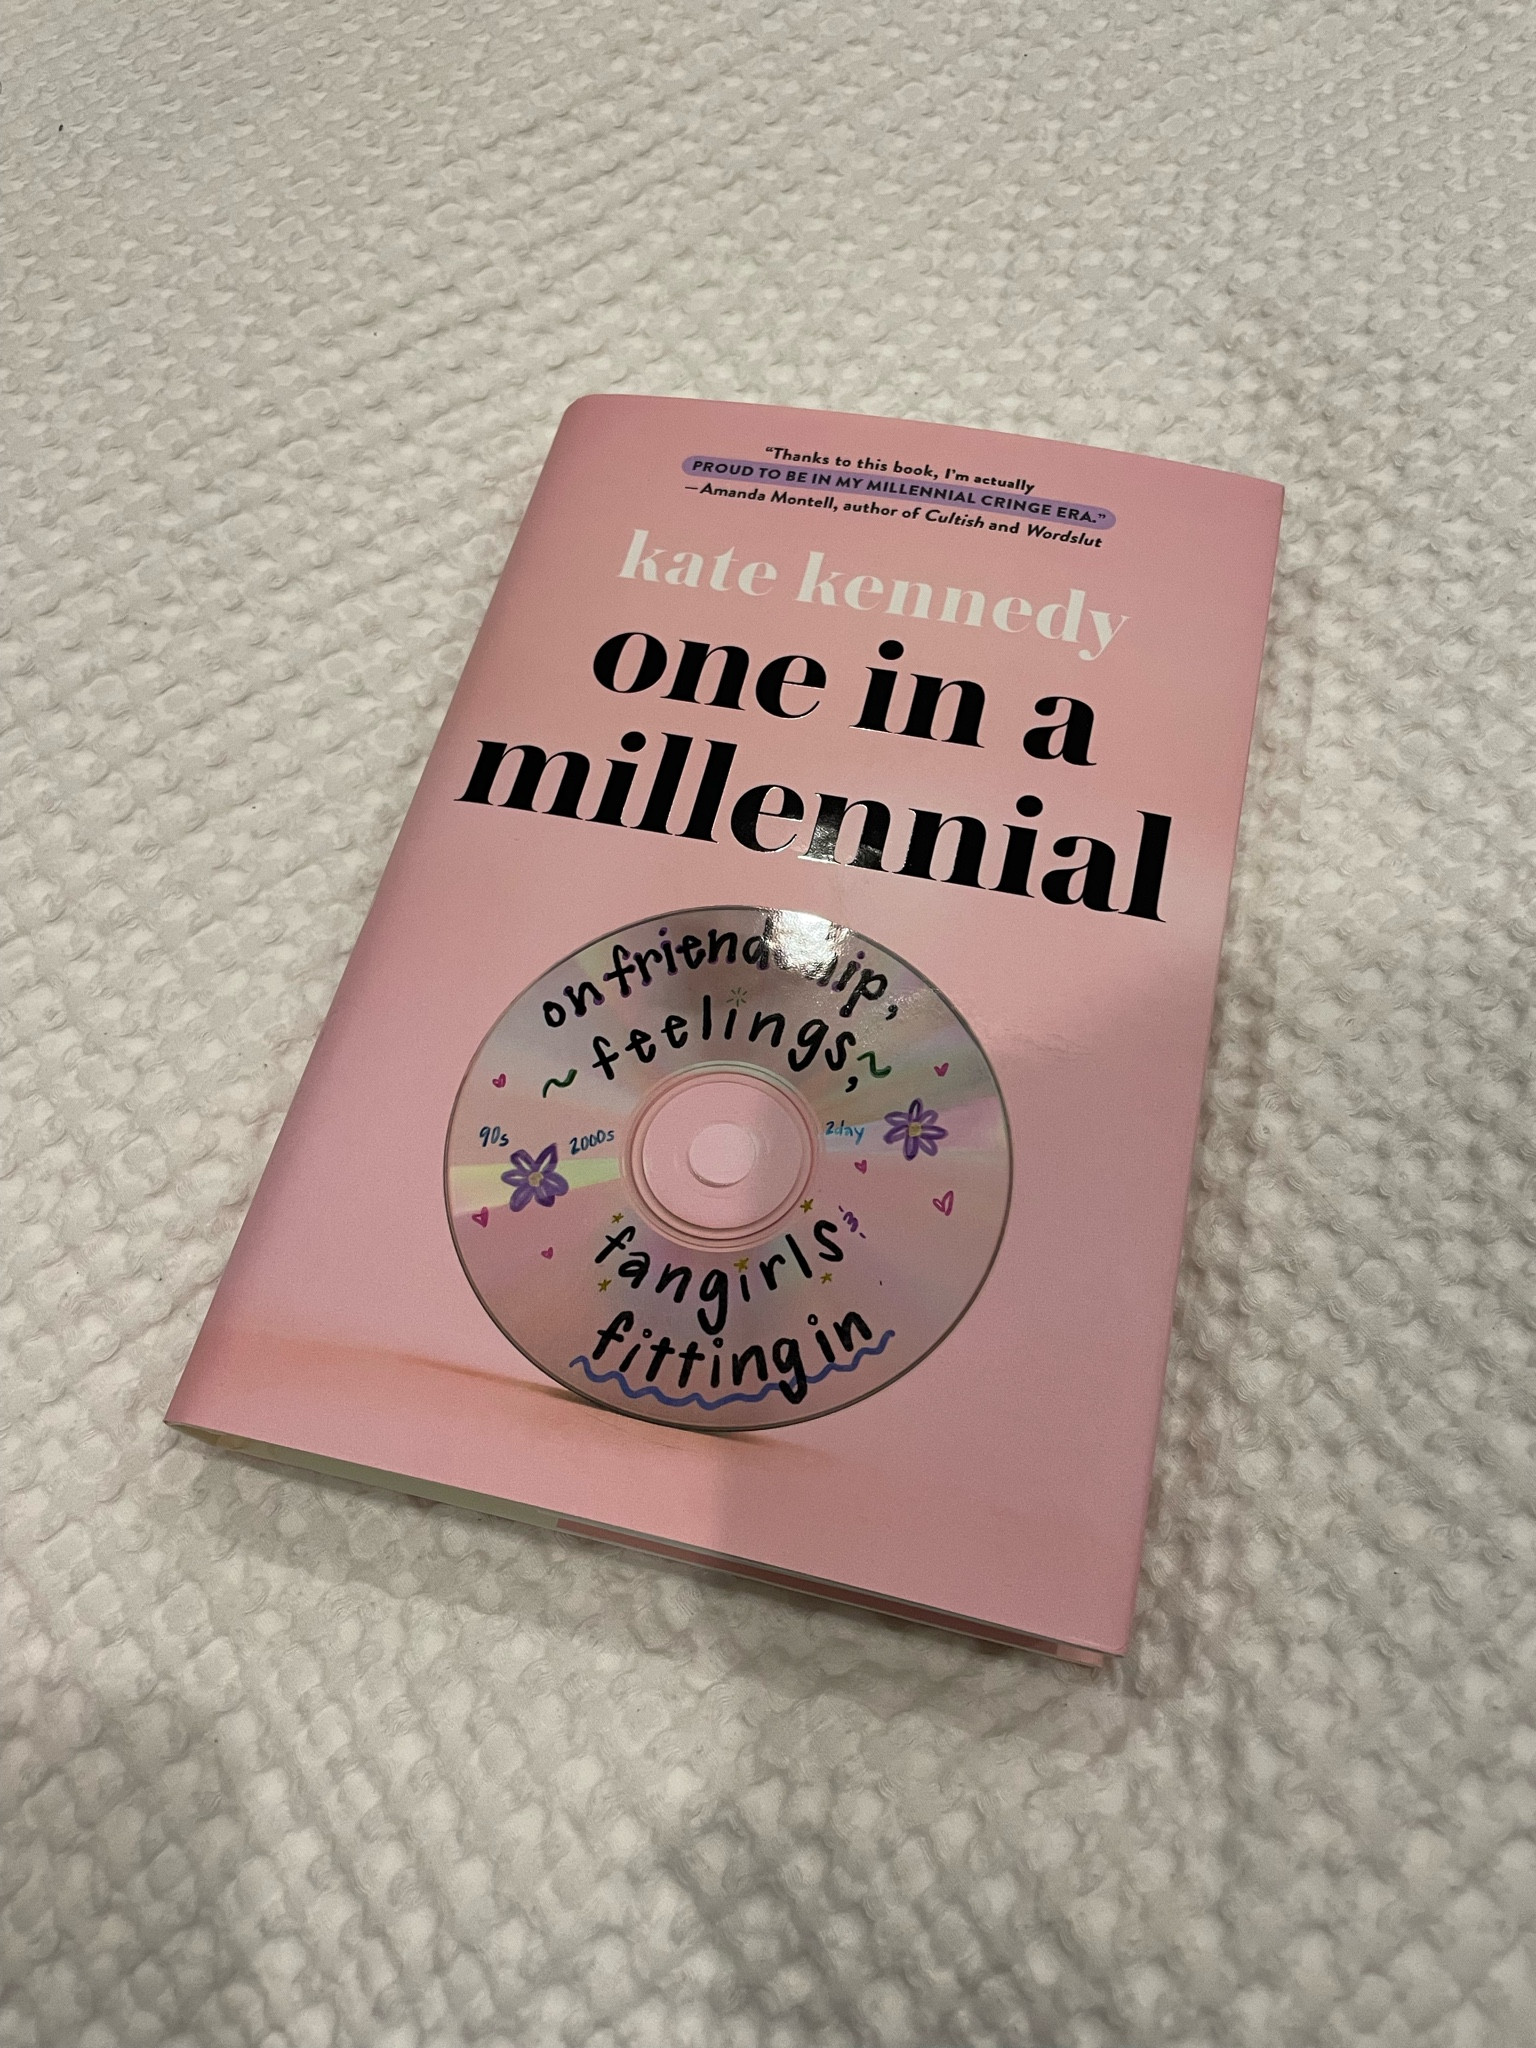 “Thanks to this book, I’m actually
PROUD TO BE IN MY MILLENNIAL CRINGE ERA.”
—Amanda Montell, author of Cultish and Wordslut
kate kennedy
one in a
millennial
on friendship,
~feelings,~
90s 2000s 2day
fangirls &
fitting in